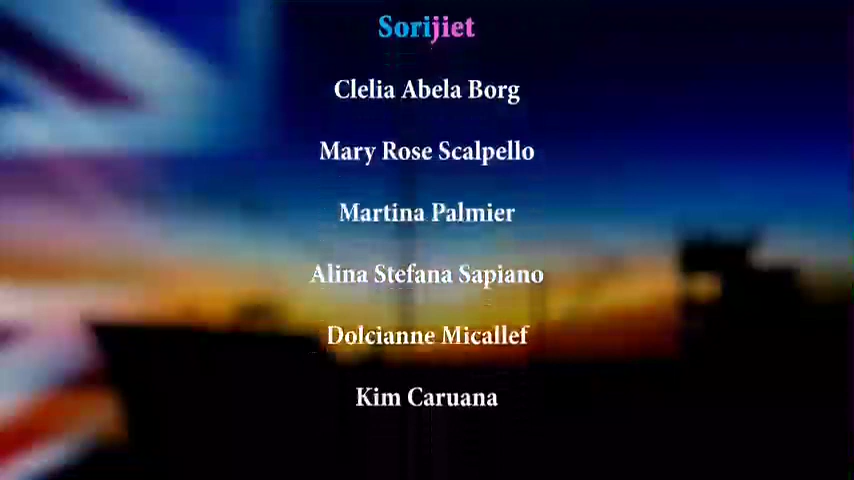 Sorijiet
Clelia Abela Borg
Mary Rose Scalpello
Martina Palmier
Alina Stefana Sapiano
Dolcianne Micallef
Kim Caruana